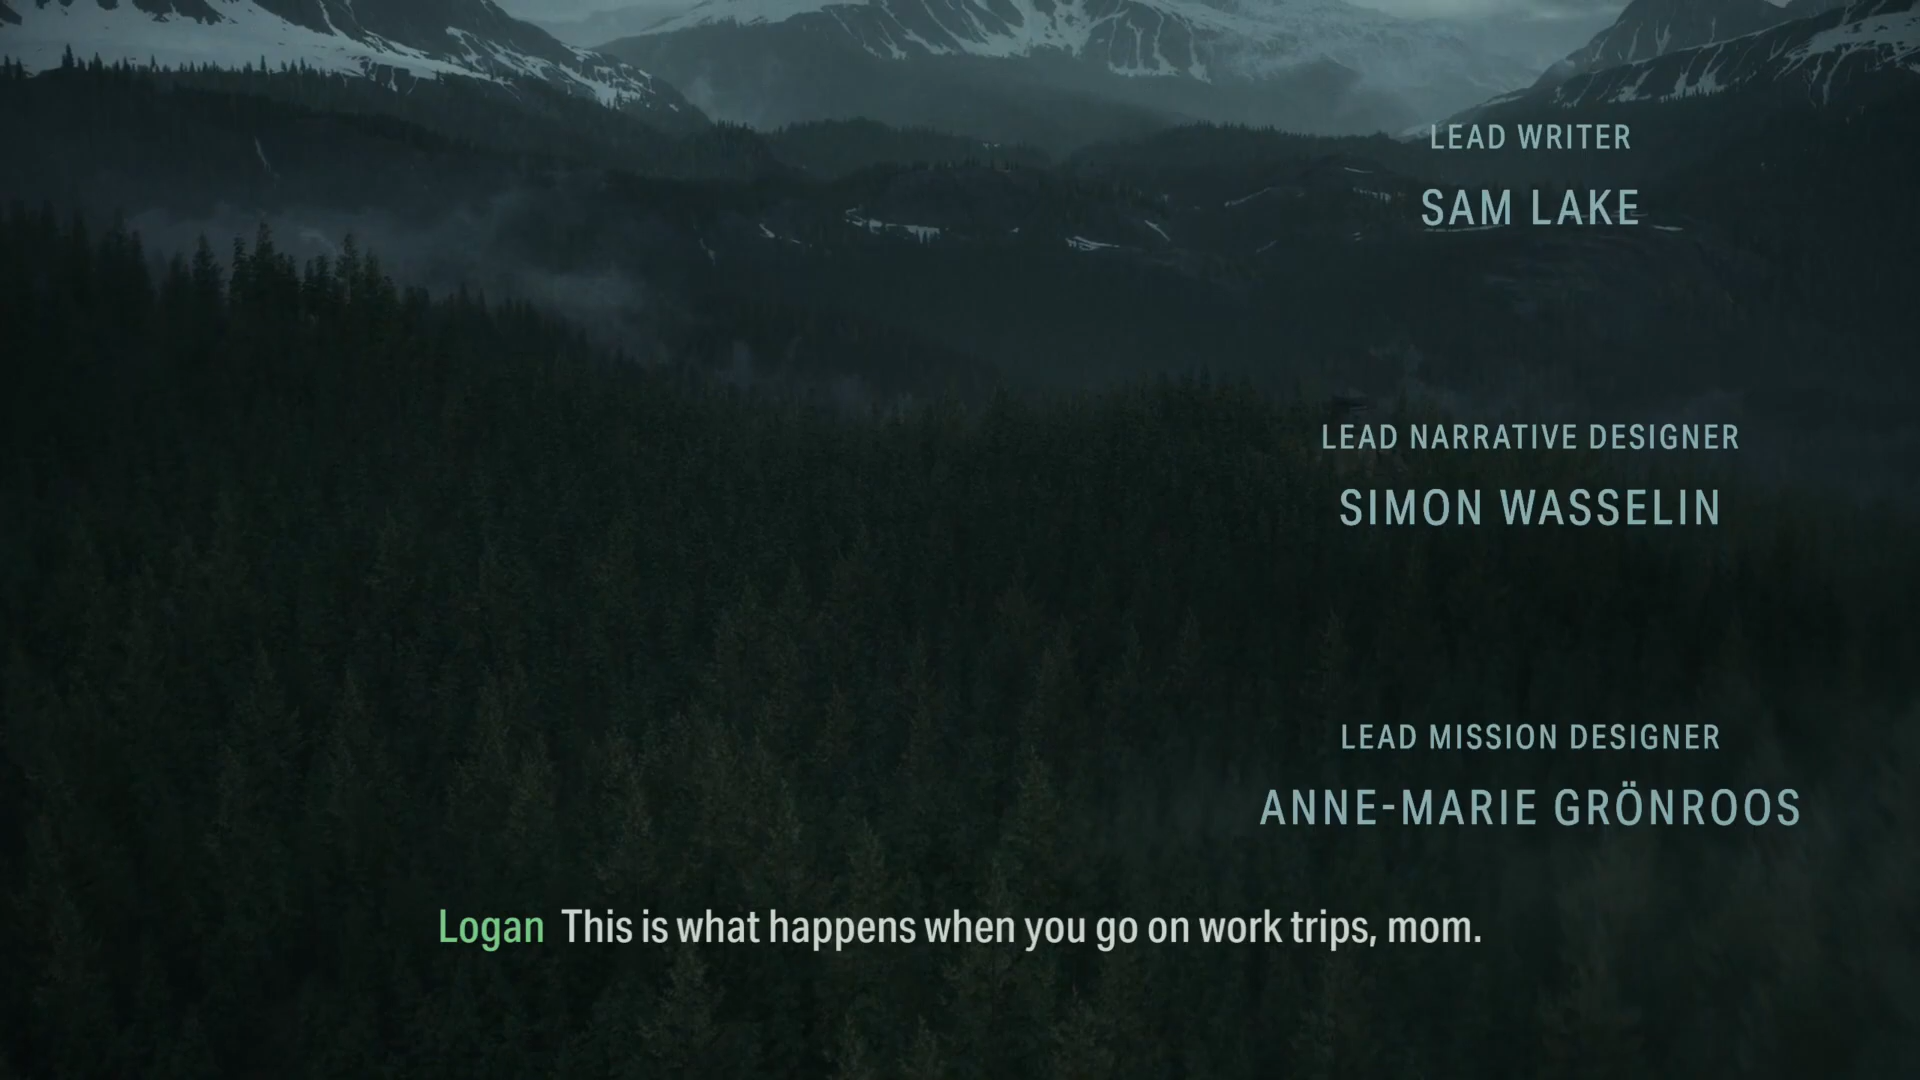 LEAD WRITER
SAM LAKE
LEAD NARRATIVE DESIGNER
SIMON WASSELIN
LEAD MISSION DESIGNER
ANNE-MARIE GRÖNROOS
Logan This is what happens when you go on work trips, mom.